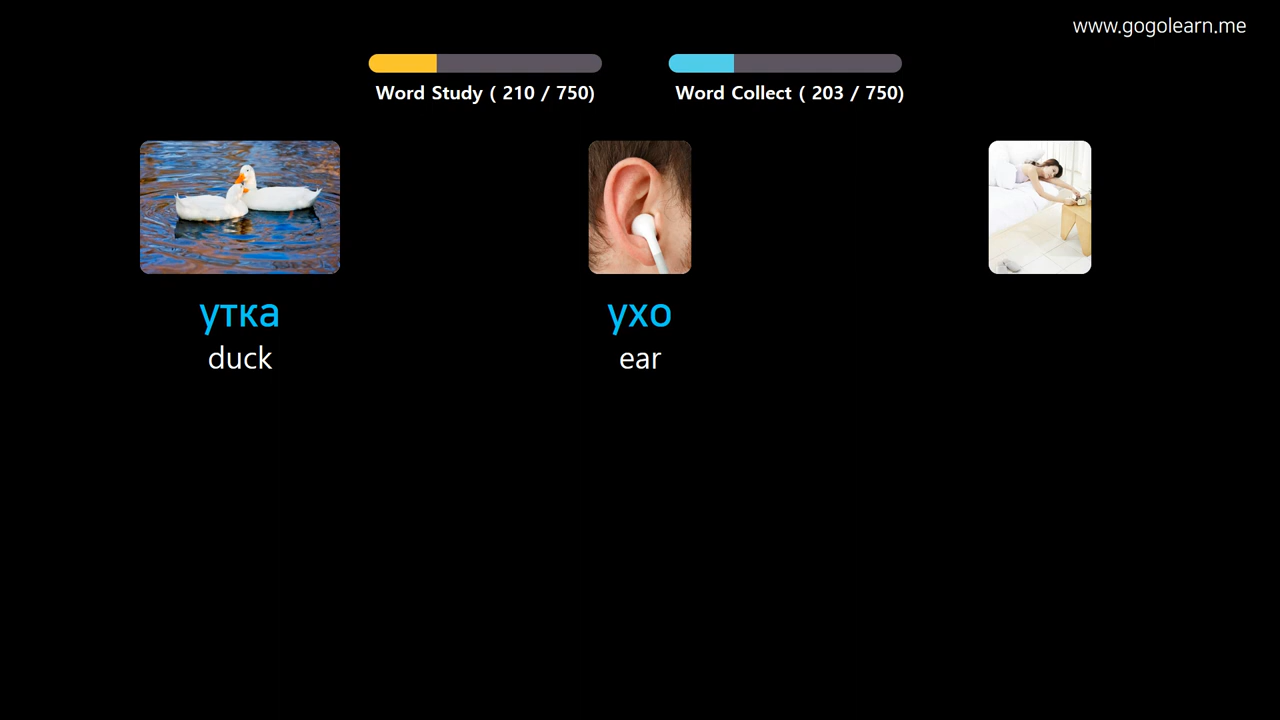 www.gogolearn.me
Word Study ( 210 / 750)
Word Collect ( 203 / 750)
утка
duck
ухо
ear